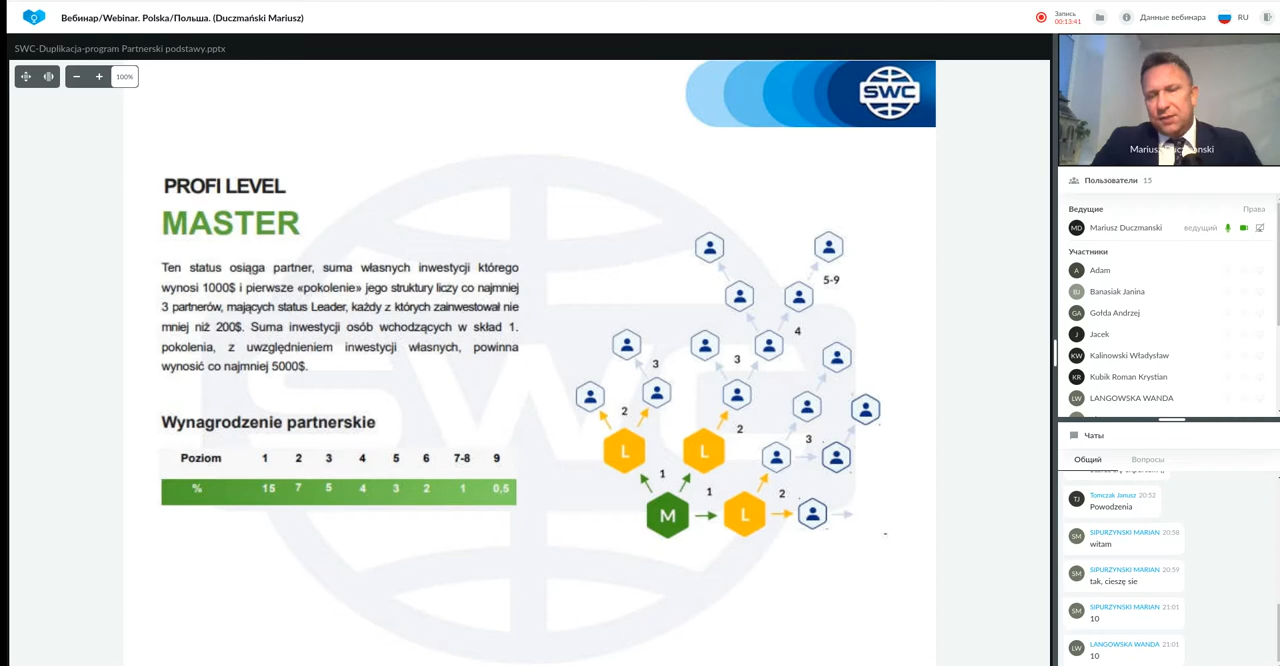 Вебинар/Webinar. Polska/Польша. (Duczmański Mariusz)
Запись
00:13:41
Данные вебинара
RU
SWC-Duplikacja-program Partnerski podstawy.pptx
100%
SWC
PROFI LEVEL
MASTER
Ten status osiąga partner, suma własnych inwestycji którego
wynosi 1000$ i pierwsze «pokolenie» jego struktury liczy co najmniej
3 partnerów, mających status Leader, każdy z których zainwestował nie
mniej niż 200$. Suma inwestycji osób wchodzących w skład 1.
pokolenia, z uwzględnieniem inwestycji własnych, powinna
wynosić co najmniej 5000$.
Wynagrodzenie partnerskie
Poziom 1 2 3 4 5 6 7-8 9
% 15 7 5 4 3 2 1 0,5
5-9
4
3
3
2
2
3
L
L
1
1
2
M
L
Mariusz Duczmanski
Пользователи 15
Ведущие Права
MD Mariusz Duczmanski ведущий
Участники
A Adam
BJ Banasiak Janina
GA Gołda Andrzej
J Jacek
KW Kalinowski Władysław
KR Kubik Roman Krystian
LW LANGOWSKA WANDA
Чаты
Общий Вопросы
TJ Tomczak Janusz 20:52
Powodzenia
SM SIPURZYNSKI MARIAN 20:58
witam
SM SIPURZYNSKI MARIAN 20:59
tak, cieszę sie
SM SIPURZYNSKI MARIAN 21:01
10
LW LANGOWSKA WANDA 21:01
10